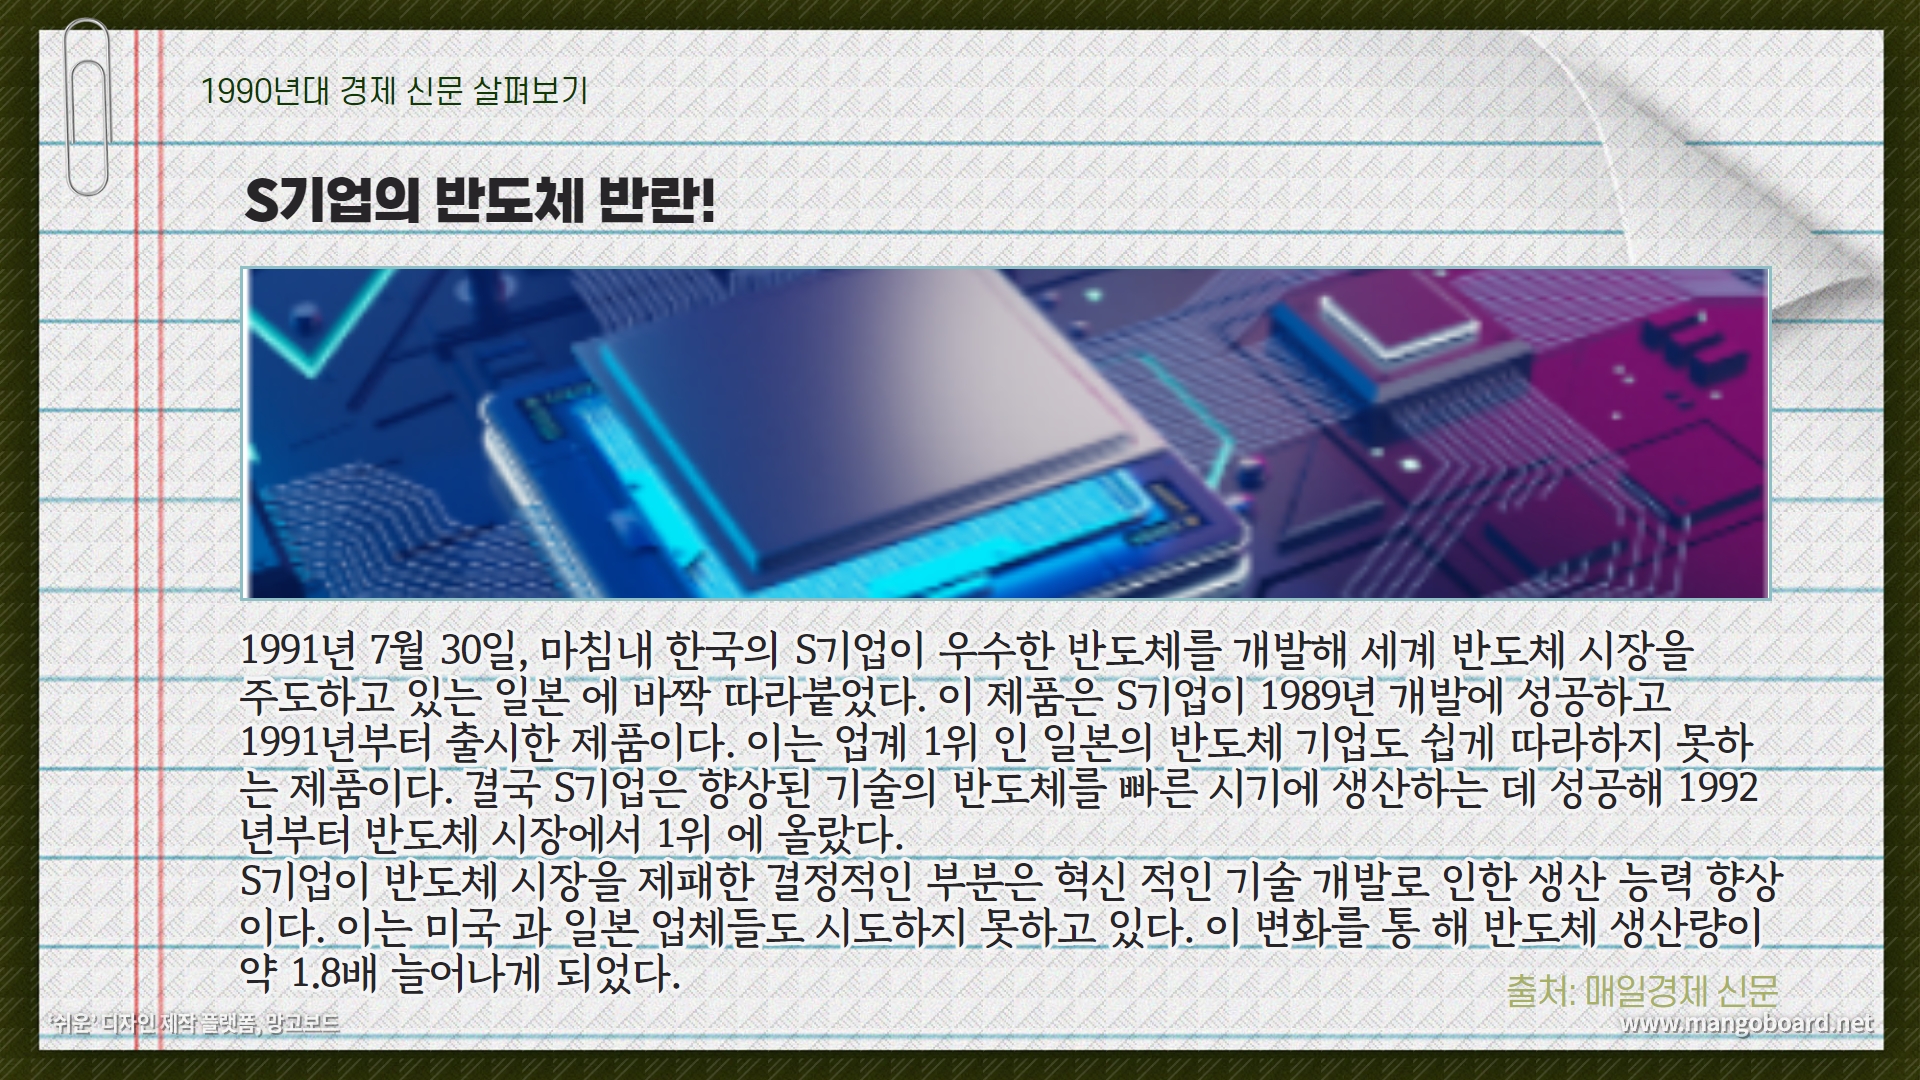 1990년대 경제 신문 살펴보기
S기업의 반도체 반란!
1991년 7월 30일, 마침내 한국의 S기업이 우수한 반도체를 개발해 세계 반도체 시장을
주도하고 있는 일본 에 바짝 따라붙었다. 이 제품은 S기업이 1989년 개발에 성공하고
1991년부터 출시한 제품이다. 이는 업계 1위 인 일본의 반도체 기업도 쉽게 따라하지 못하
는 제품이다. 결국 S기업은 향상된 기술의 반도체를 빠른 시기에 생산하는 데 성공해 1992
년부터 반도체 시장에서 1위 에 올랐다.
S기업이 반도체 시장을 제패한 결정적인 부분은 혁신 적인 기술 개발로 인한 생산 능력 향상
이다. 이는 미국 과 일본 업체들도 시도하지 못하고 있다. 이 변화를 통 해 반도체 생산량이
약 1.8배 늘어나게 되었다.
출처: 매일경제 신문
'쉬운' 디자인 제작 플랫폼, 망고보드
www.mangoboard.net